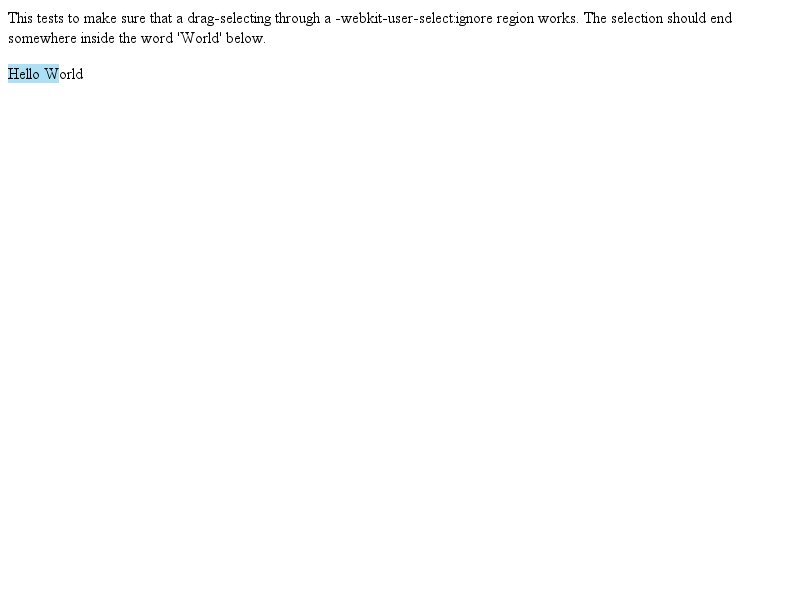 This tests to make sure that a drag-selecting through a -webkit-user-select:ignore region works. The selection should end
somewhere inside the word 'World' below.
Hello World